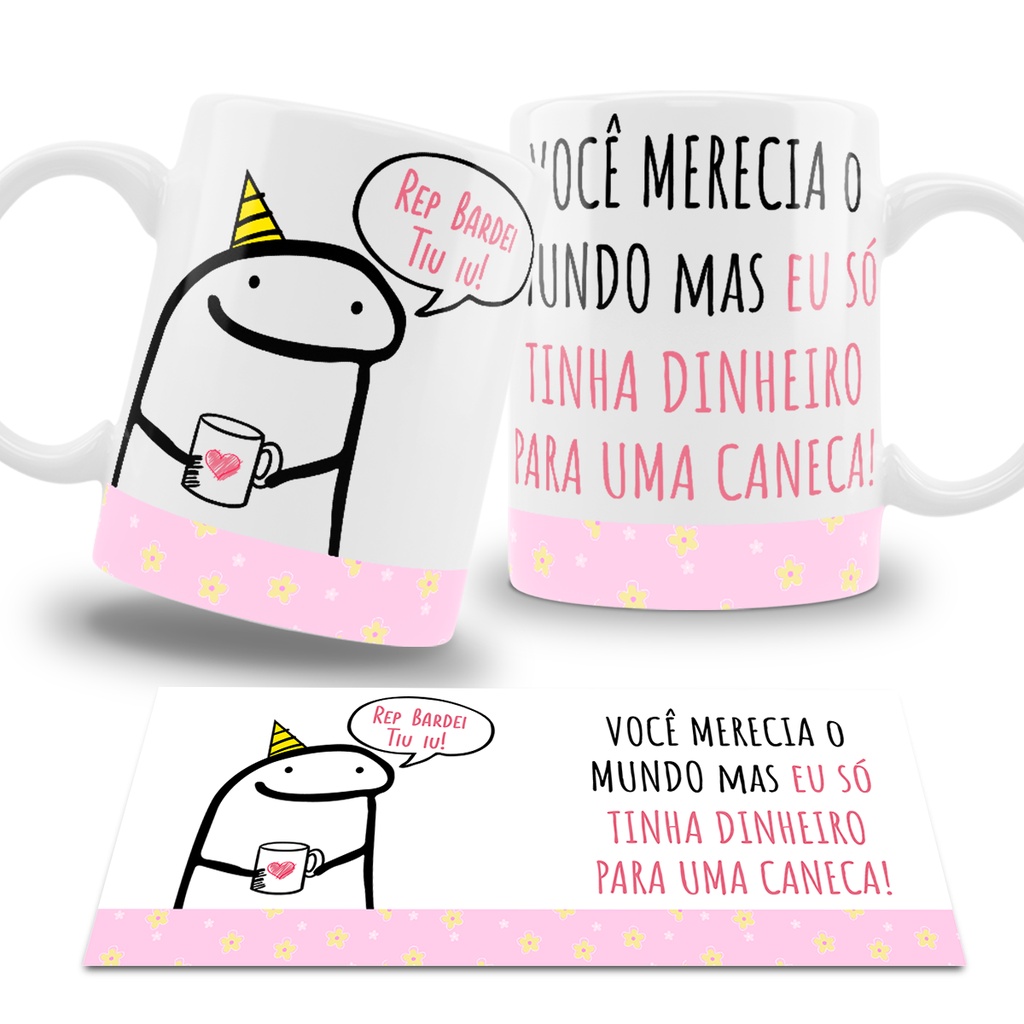 Rep Bardei
Tiu iu!
VOCÊ MERECIA O
MUNDO MAS EU SÓ
TINHA DINHEIRO
PARA UMA CANECA!
Rep Bardei
Tiu iu!
VOCÊ MERECIA O
MUNDO MAS EU SÓ
TINHA DINHEIRO
PARA UMA CANECA!